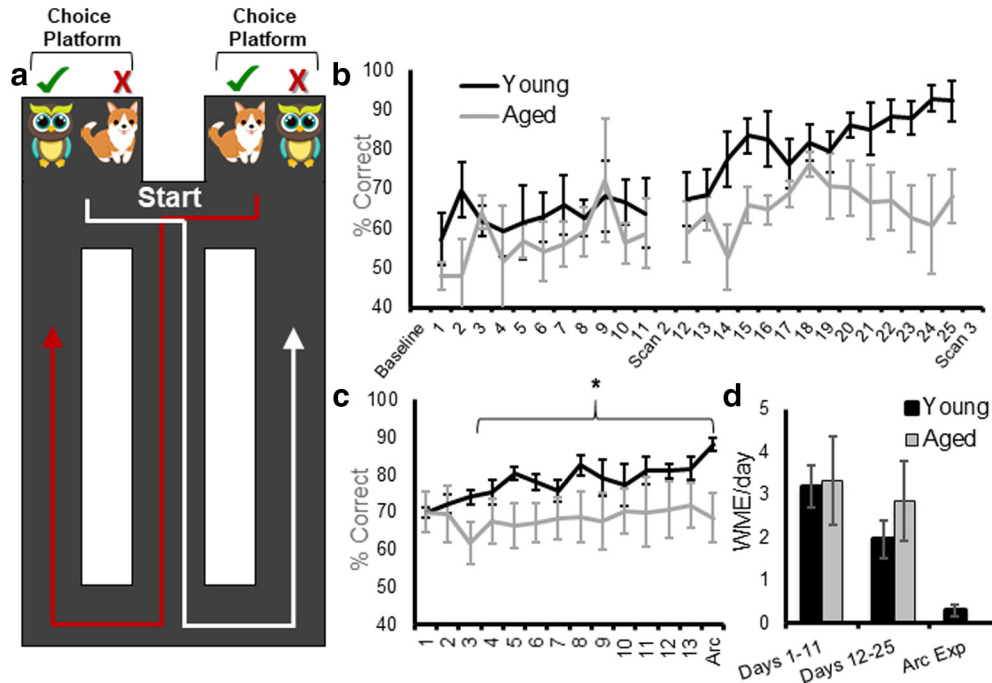 Choice
Platform
Choice
Platform
a
✓
X
✓
X
Start
b
Young
Aged
% Correct
100
90
80
70
60
50
40
Baseline
1
2
3
4
5
6
7
8
9
10
11
Scan 2
12
13
14
15
16
17
18
19
20
21
22
23
24
25
Scan 3
c
*
% Correct
100
90
80
70
60
50
40
1
2
3
4
5
6
7
8
9
10
11
12
13
Arc
d
Young
Aged
WME/day
5
4
3
2
1
0
Days 1-11
Days 12-25
Arc Exp